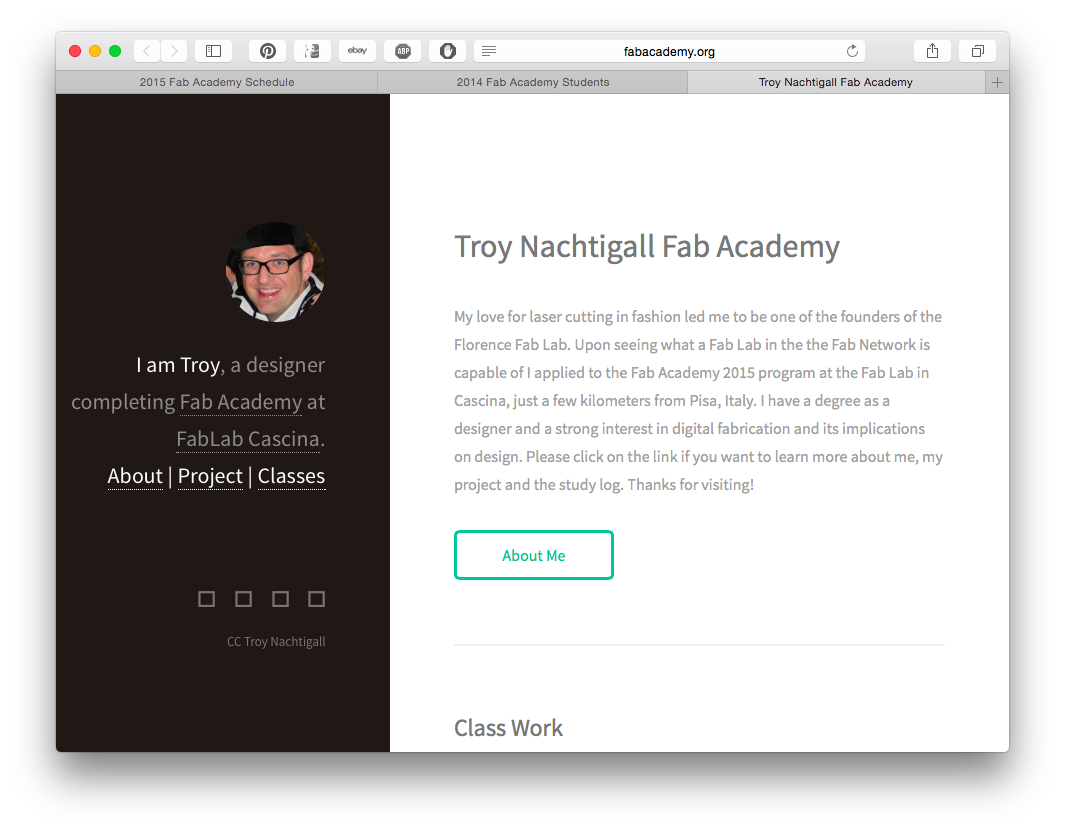 ebay
ABP
fabacademy.org
2015 Fab Academy Schedule
2014 Fab Academy Students
Troy Nachtigall Fab Academy
I am Troy, a designer
completing Fab Academy at
FabLab Cascina.
About | Project | Classes
CC Troy Nachtigall
Troy Nachtigall Fab Academy
My love for laser cutting in fashion led me to be one of the founders of the
Florence Fab Lab. Upon seeing what a Fab Lab in the the Fab Network is
capable of I applied to the Fab Academy 2015 program at the Fab Lab in
Cascina, just a few kilometers from Pisa, Italy. I have a degree as a
designer and a strong interest in digital fabrication and its implications
on design. Please click on the link if you want to learn more about me, my
project and the study log. Thanks for visiting!
About Me
Class Work